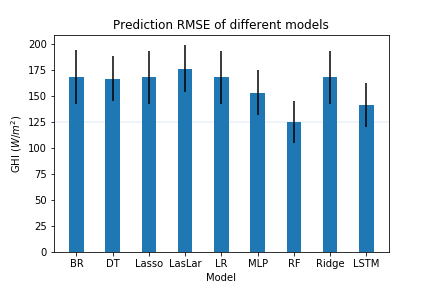 Prediction RMSE of different models
GHI (W/m²)
200
175
150
125
100
75
50
25
0
BR DT Lasso LasLar LR MLP RF Ridge LSTM
Model